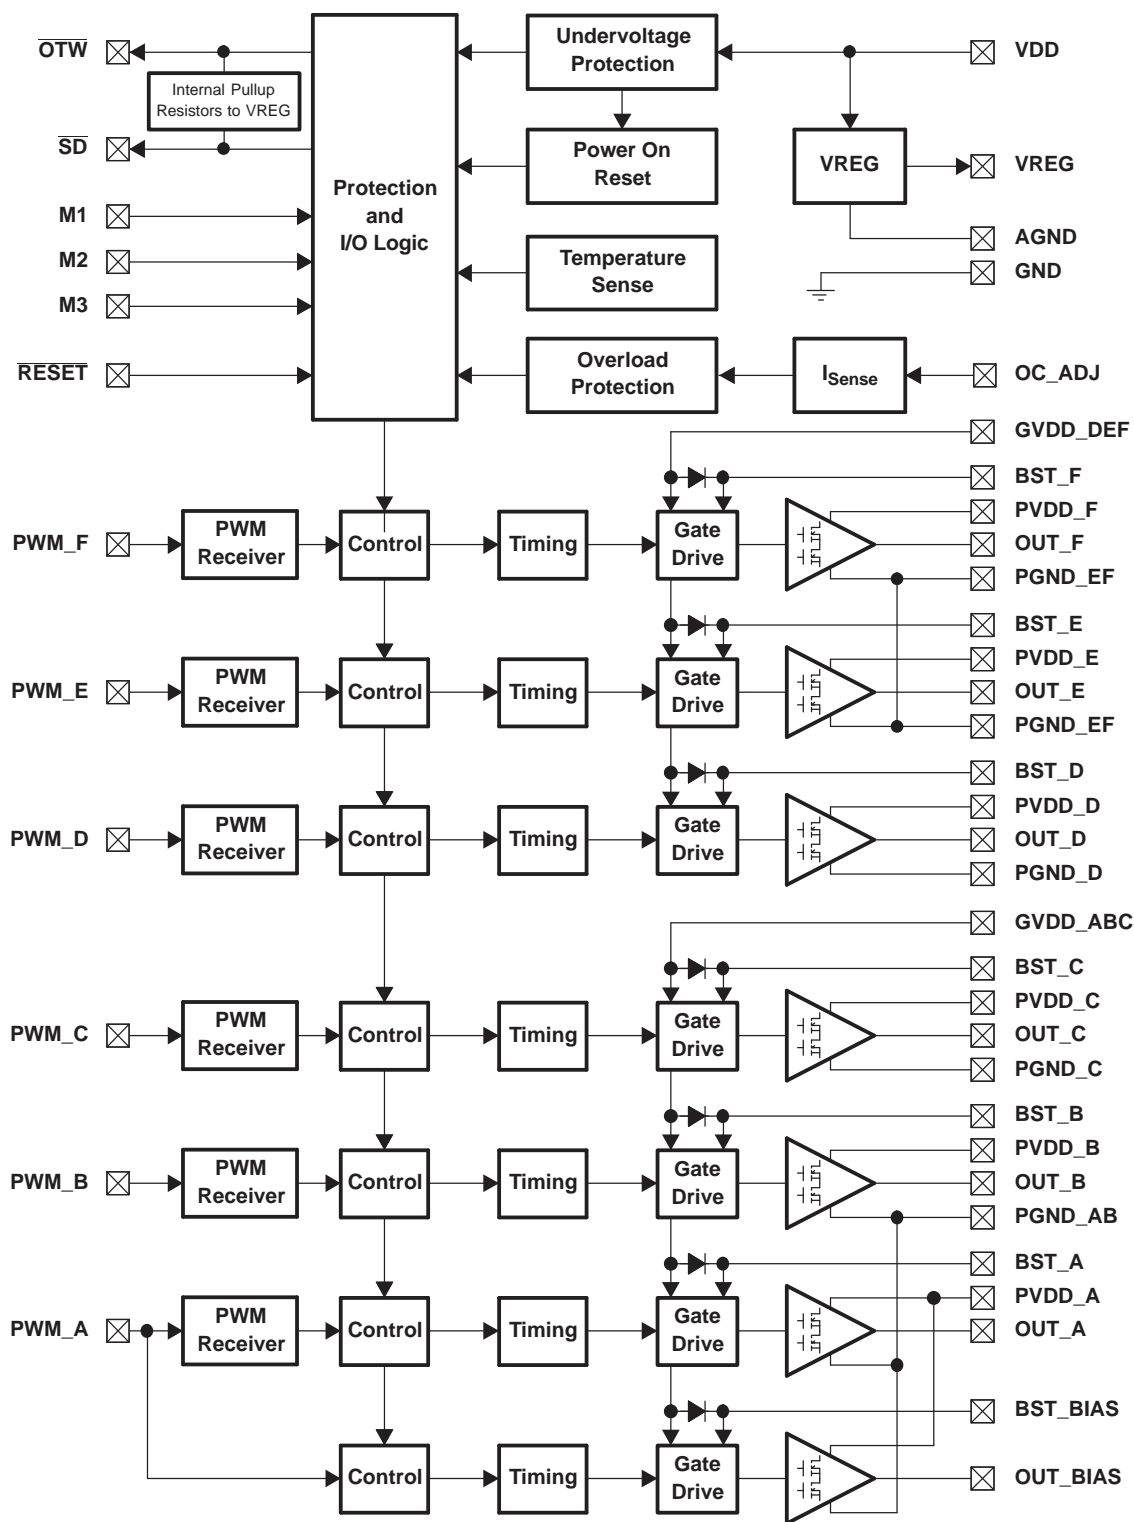 OTW
Undervoltage
Protection
VDD
Internal Pullup
Resistors to VREG
SD
Power On
Reset
VREG
VREG
Protection
and
I/O Logic
M1
AGND
M2
Temperature
Sense
GND
M3
RESET
Overload
Protection
ISense
OC_ADJ
GVDD_DEF
BST_F
PVDD_F
PWM_F
PWM
Receiver
Control
Timing
Gate
Drive
OUT_F
PGND_EF
BST_E
PVDD_E
PWM_E
PWM
Receiver
Control
Timing
Gate
Drive
OUT_E
PGND_EF
BST_D
PVDD_D
PWM_D
PWM
Receiver
Control
Timing
Gate
Drive
OUT_D
PGND_D
GVDD_ABC
BST_C
PVDD_C
PWM_C
PWM
Receiver
Control
Timing
Gate
Drive
OUT_C
PGND_C
BST_B
PVDD_B
PWM_B
PWM
Receiver
Control
Timing
Gate
Drive
OUT_B
PGND_AB
BST_A
PVDD_A
PWM_A
PWM
Receiver
Control
Timing
Gate
Drive
OUT_A
BST_BIAS
Control
Timing
Gate
Drive
OUT_BIAS